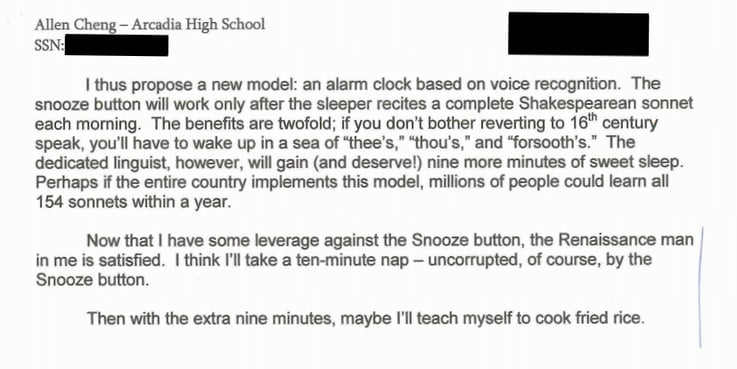 Allen Cheng – Arcadia High School
SSN:
I thus propose a new model: an alarm clock based on voice recognition. The
snooze button will work only after the sleeper recites a complete Shakespearean sonnet
each morning. The benefits are twofold; if you don't bother reverting to 16th century
speak, you'll have to wake up in a sea of "thee's," "thou's," and "forsooth's." The
dedicated linguist, however, will gain (and deserve!) nine more minutes of sweet sleep.
Perhaps if the entire country implements this model, millions of people could learn all
154 sonnets within a year.
Now that I have some leverage against the Snooze button, the Renaissance man
in me is satisfied. I think I'll take a ten-minute nap – uncorrupted, of course, by the
Snooze button.
Then with the extra nine minutes, maybe I'll teach myself to cook fried rice.